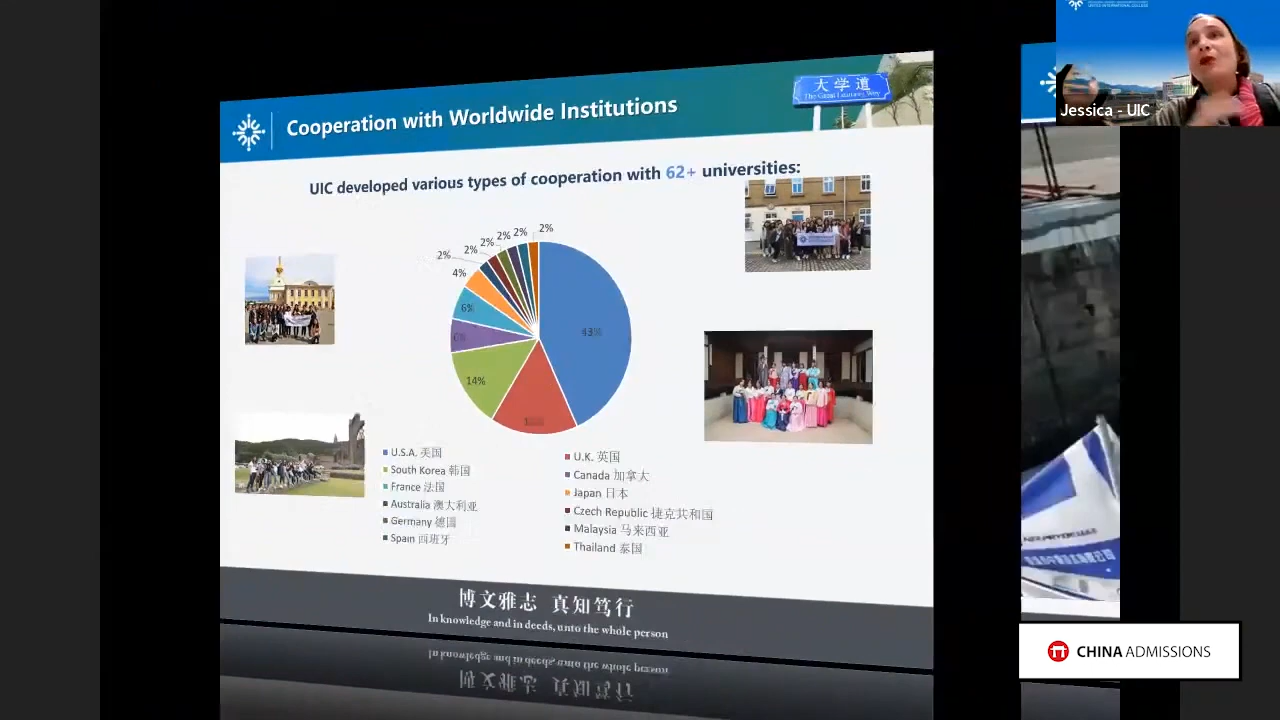 Cooperation with Worldwide Institutions
大学道
UIC developed various types of cooperation with 62+ universities:
2%
2%
2%
2%
2%
2%
4%
6%
14%
43%
U.S.A. 美国
South Korea 韩国
France 法国
Australia 澳大利亚
Germany 德国
Spain 西班牙
U.K. 英国
Canada 加拿大
Japan 日本
Czech Republic 捷克共和国
Malaysia 马来西亚
Thailand 泰国
博文雅志 真知笃行
In knowledge and in deeds, unto the whole person
Jessica - UIC
CHINA ADMISSIONS